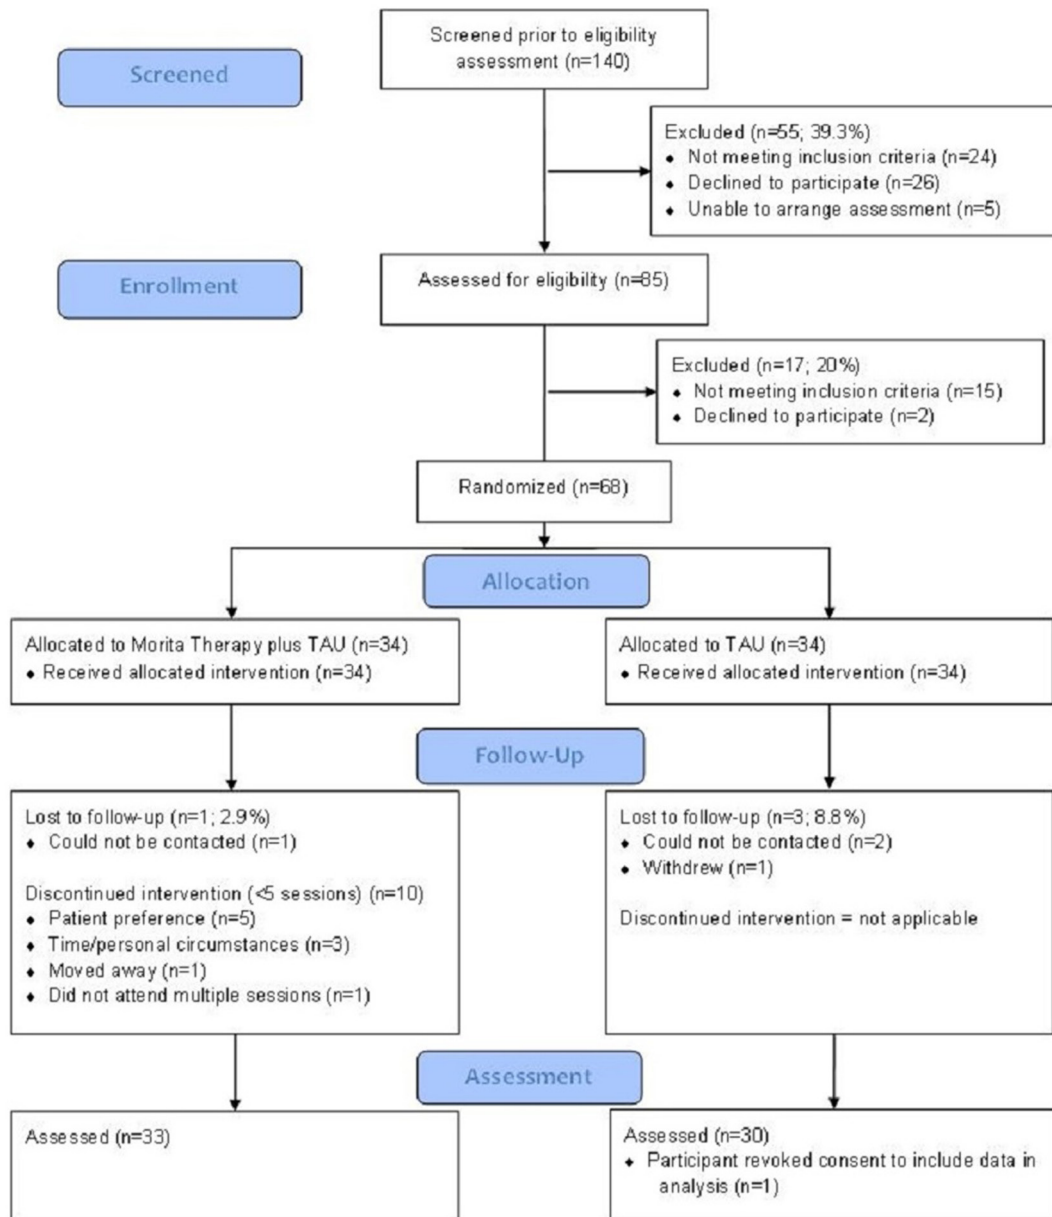 Screened prior to eligibility
assessment (n=140)
Screened
Excluded (n=55; 39.3%)
♦ Not meeting inclusion criteria (n=24)
♦ Declined to participate (n=26)
♦ Unable to arrange assessment (n=5)
Enrollment
Assessed for eligibility (n=85)
Excluded (n=17; 20%)
♦ Not meeting inclusion criteria (n=15)
♦ Declined to participate (n=2)
Randomized (n=68)
Allocation
Allocated to Morita Therapy plus TAU (n=34)
♦ Received allocated intervention (n=34)
Allocated to TAU (n=34)
♦ Received allocated intervention (n=34)
Follow-Up
Lost to follow-up (n=1; 2.9%)
♦ Could not be contacted (n=1)
Discontinued intervention (<5 sessions) (n=10)
♦ Patient preference (n=5)
♦ Time/personal circumstances (n=3)
♦ Moved away (n=1)
♦ Did not attend multiple sessions (n=1)
Lost to follow-up (n=3; 8.8%)
♦ Could not be contacted (n=2)
♦ Withdrew (n=1)
Discontinued intervention = not applicable
Assessment
Assessed (n=33)
Assessed (n=30)
♦ Participant revoked consent to include data in
analysis (n=1)